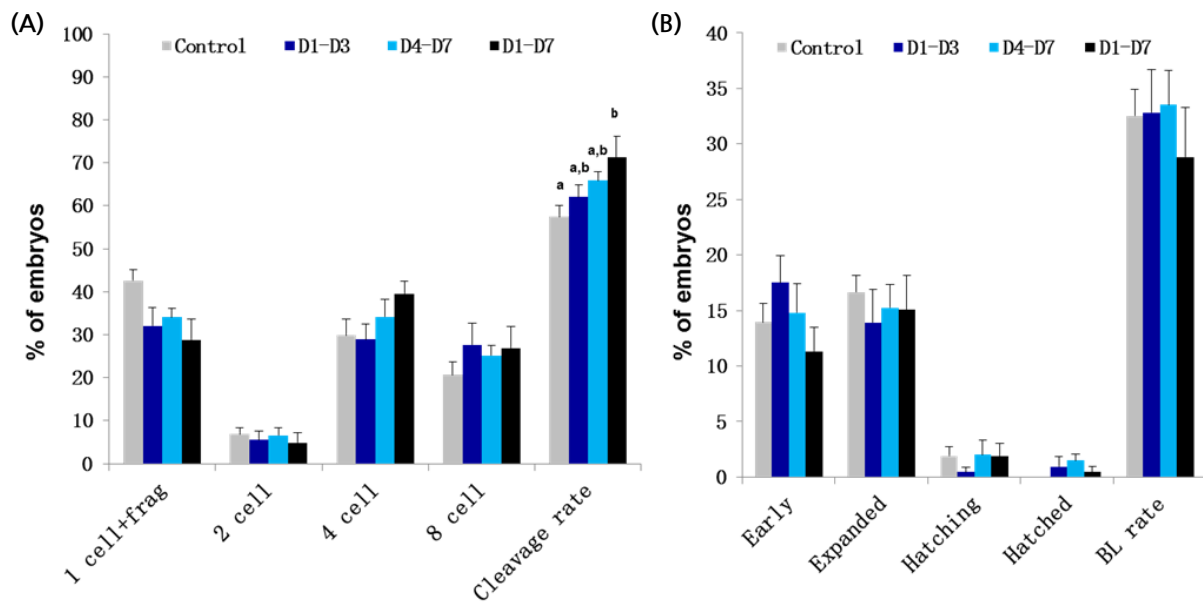 (A)
Control D1-D3 D4-D7 D1-D7
% of embryos
100
90
80
70
60
50
40
30
20
10
0
a
a,b
a,b
b
1 cell+frag
2 cell
4 cell
8 cell
Cleavage rate
(B)
Control D1-D3 D4-D7 D1-D7
% of embryos
40
35
30
25
20
15
10
5
0
Early
Expanded
Hatching
Hatched
BL rate